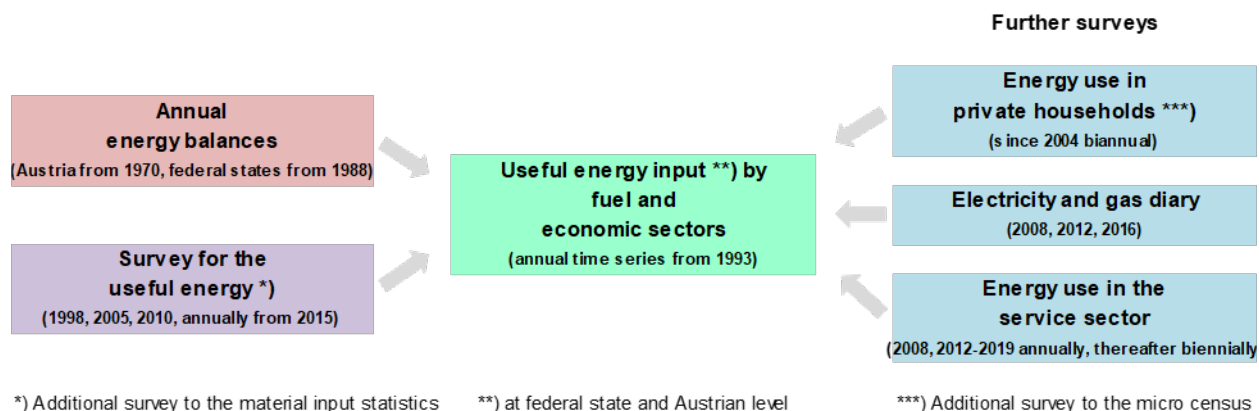 Further surveys
Annual
energy balances
(Austria from 1970, federal states from 1988)
Survey for the
useful energy *)
(1998, 2005, 2010, annually from 2015)
Useful energy input **) by
fuel and
economic sectors
(annual time series from 1993)
Energy use in
private households ***)
(since 2004 biannual)
Electricity and gas diary
(2008, 2012, 2016)
Energy use in the
service sector
(2008, 2012-2019 annually, thereafter biennially
*) Additional survey to the material input statistics
**) at federal state and Austrian level
***) Additional survey to the micro census